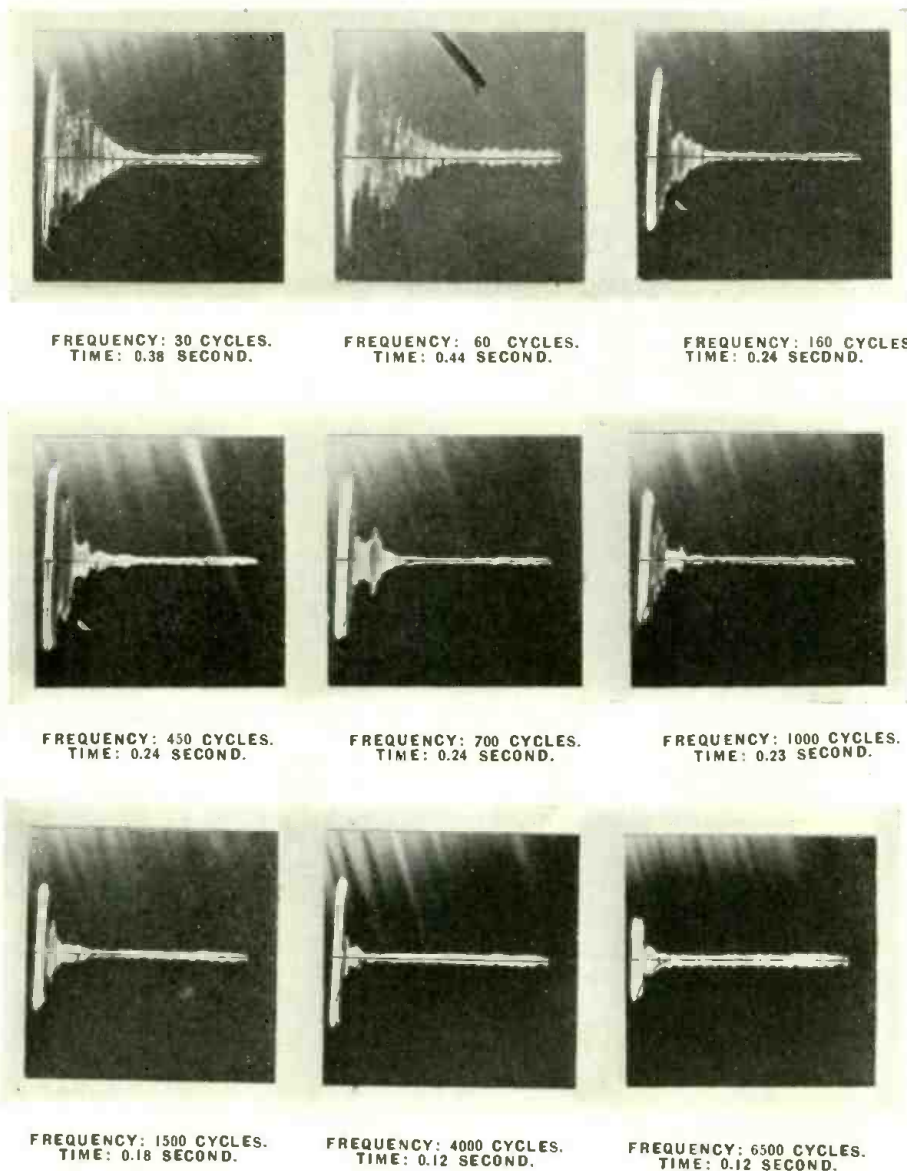 FREQUENCY: 30 CYCLES.
TIME: 0.38 SECOND.
FREQUENCY: 60 CYCLES.
TIME: 0.44 SECOND.
FREQUENCY: 160 CYCLES
TIME: 0.24 SECOND.
FREQUENCY: 450 CYCLES.
TIME: 0.24 SECOND.
FREQUENCY: 700 CYCLES.
TIME: 0.24 SECOND.
FREQUENCY: 1000 CYCLES.
TIME: 0.23 SECOND.
FREQUENCY: 1500 CYCLES.
TIME: 0.18 SECOND.
FREQUENCY: 4000 CYCLES.
TIME: 0.12 SECOND.
FREQUENCY: 6500 CYCLES.
TIME: 0.12 SECOND.